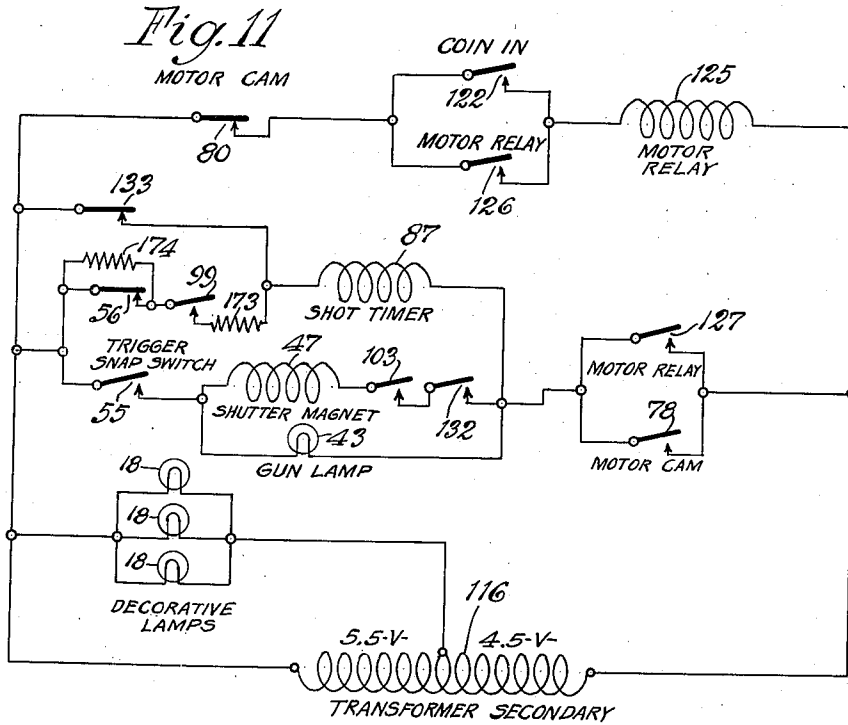 Fig. 11
MOTOR CAM
80
COIN IN
122
MOTOR RELAY
126
125
MOTOR
RELAY
133
174
56
99
173
87
SHOT TIMER
TRIGGER
SNAP SWITCH
55
47
SHUTTER MAGNET
103
132
43
GUN LAMP
127
MOTOR RELAY
78
MOTOR CAM
18
18
18
DECORATIVE
LAMPS
116
5.5-V- 4.5-V-
TRANSFORMER SECONDARY